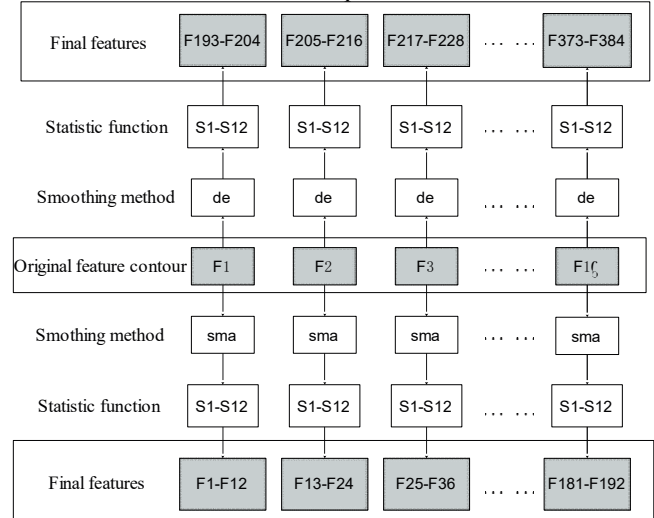 Final features F193-F204 F205-F216 F217-F228 ... ... F373-F384
Statistic function S1-S12 S1-S12 S1-S12 ... ... S1-S12
Smoothing method de de de ... ... de
Original feature contour F1 F2 F3 ... ...
Smothing method sma sma sma ... ... sma
Statistic function S1-S12 S1-S12 S1-S12 ... ... S1-S12
Final features F1-F12 F13-F24 F25-F36 ... ... F181-F192